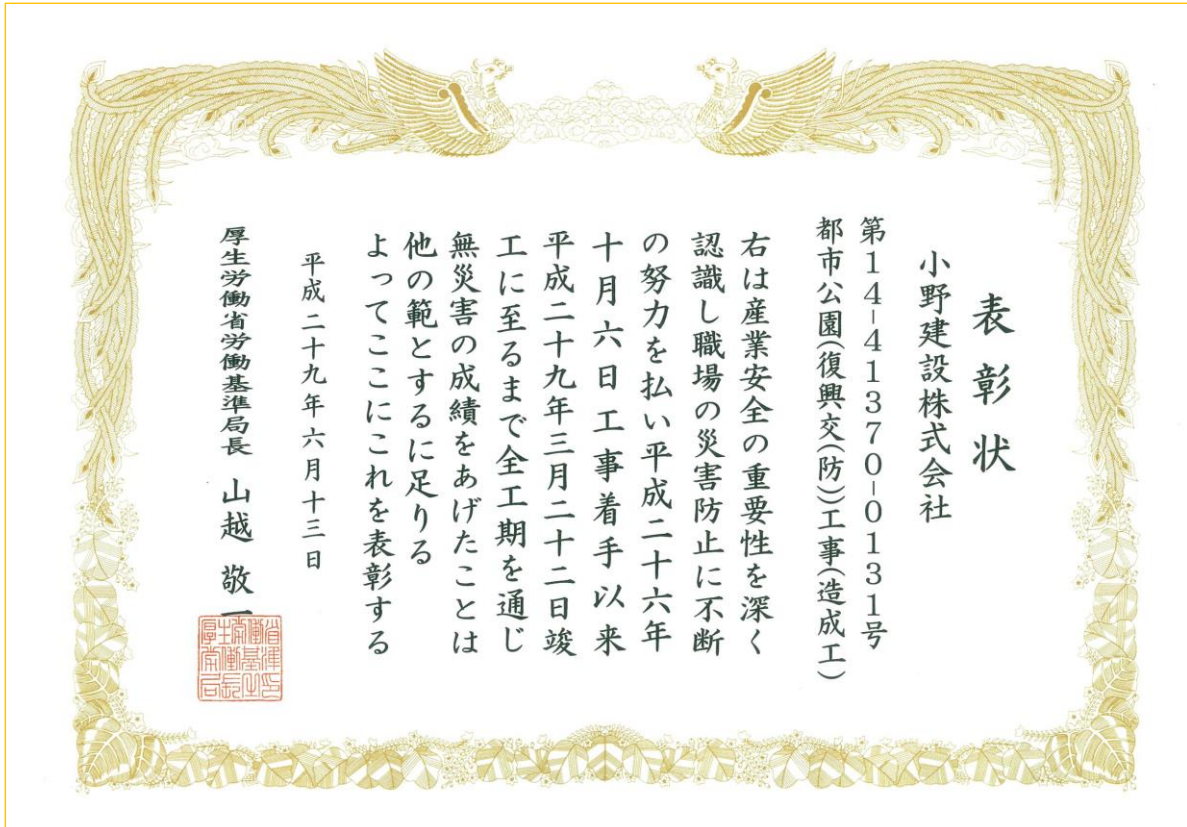 表彰状
小野建設株式会社
第14-41370-0131号
都市公園(復興交(防))工事(造成工)
右は産業安全の重要性を深く
認識し職場の災害防止に不断
の努力を払い平成二十六年
十月六日工事着手以来
平成二十九年三月二十二日竣
工に至るまで全工期を通じ
無災害の成績をあげたことは
他の範とするに足りる
よってここにこれを表彰する
平成二十九年六月十三日
厚生労働省労働基準局長 山越 敬一